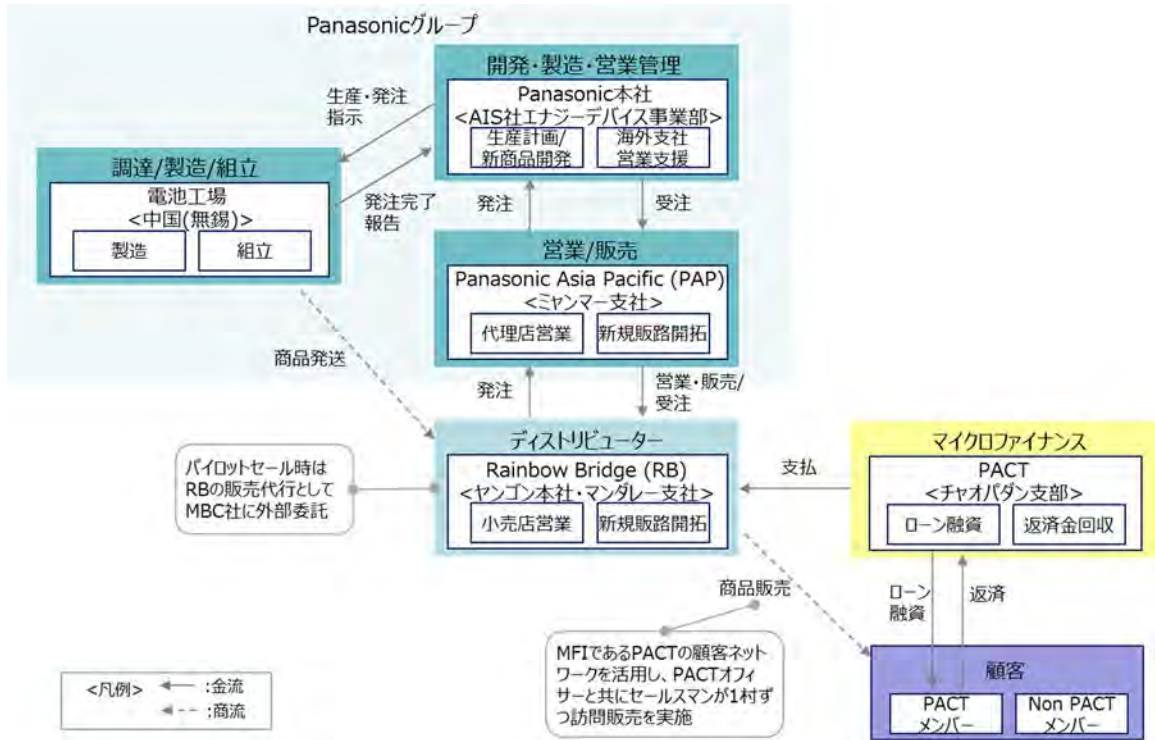 Panasonicグループ
開発・製造・営業管理
Panasonic本社
<AIS社エナジーデバイス事業部>
生産計画/
新商品開発
海外支社
営業支援
生産・発注
指示
調達/製造/組立
電池工場
<中国(無錫)>
製造
組立
発注完了
報告
発注
受注
営業/販売
Panasonic Asia Pacific (PAP)
<ミャンマー支社>
代理店営業
新規販路開拓
商品発送
発注
営業・販売/
受注
ディストリビューター
Rainbow Bridge (RB)
<ヤンゴン本社・マンダレー支社>
小売店営業
新規販路開拓
パイロットセール時は
RBの販売代行として
MBC社に外部委託
支払
マイクロファイナンス
PACT
<チャオパダン支部>
ローン融資
返済金回収
商品販売
ローン
融資
返済
MFIであるPACTの顧客ネット
ワークを活用し、PACTオフィ
サーと共にセールスマンが1村ず
つ訪問販売を実施
顧客
PACT
メンバー
Non PACT
メンバー
<凡例>
:金流
:商流